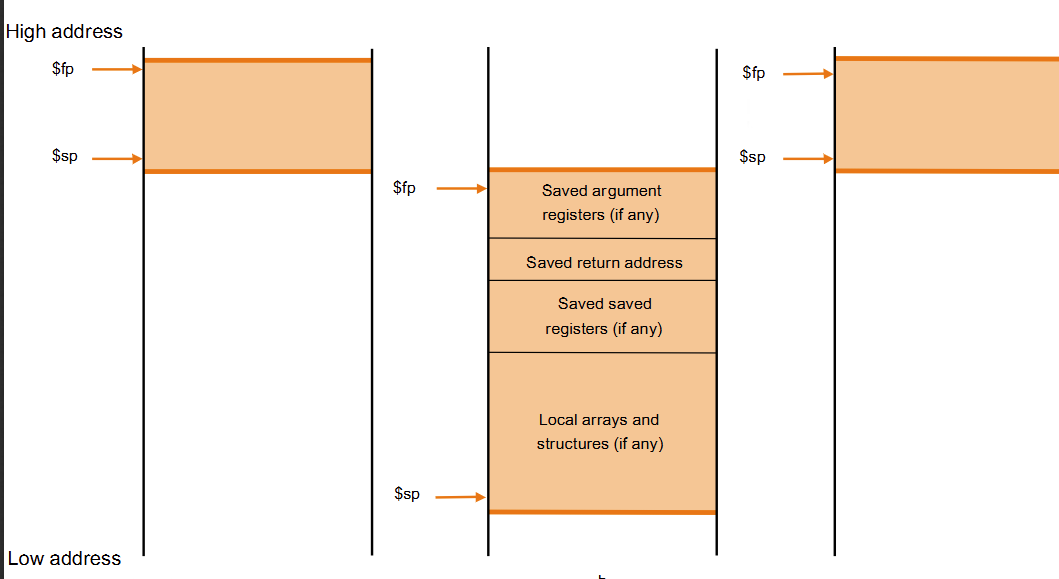 High address
$fp
$sp
$fp
Saved argument
registers (if any)
Saved return address
Saved saved
registers (if any)
Local arrays and
structures (if any)
$sp
$fp
$sp
Low address